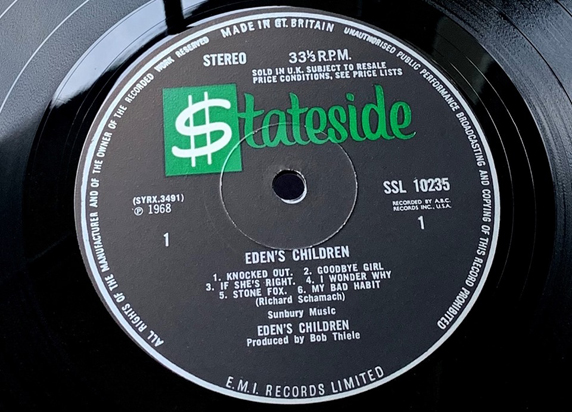 ALL RIGHTS OF THE MANUFACTURER AND OF THE OWNER OF THE RECORDED WORK RESERVED
MADE IN GT. BRITAIN
UNAUTHORISED PUBLIC PERFORMANCE BROADCASTING AND COPYING OF THIS RECORD PROHIBITED
STEREO 33⅓ R.P.M.
SOLD IN U.K. SUBJECT TO RESALE
PRICE CONDITIONS, SEE PRICE LISTS
$tateside
(SYRX.3491)
℗ 1968
1
SSL 10235
RECORDED BY A.B.C.
RECORDS INC., U.S.A.
1
EDEN'S CHILDREN
1. KNOCKED OUT. 2. GOODBYE GIRL
3. IF SHE'S RIGHT. 4. I WONDER WHY
5. STONE FOX. 6. MY BAD HABIT
(Richard Schamach)
Sunbury Music
EDEN'S CHILDREN
Produced by Bob Thiele
E.M.I. RECORDS LIMITED